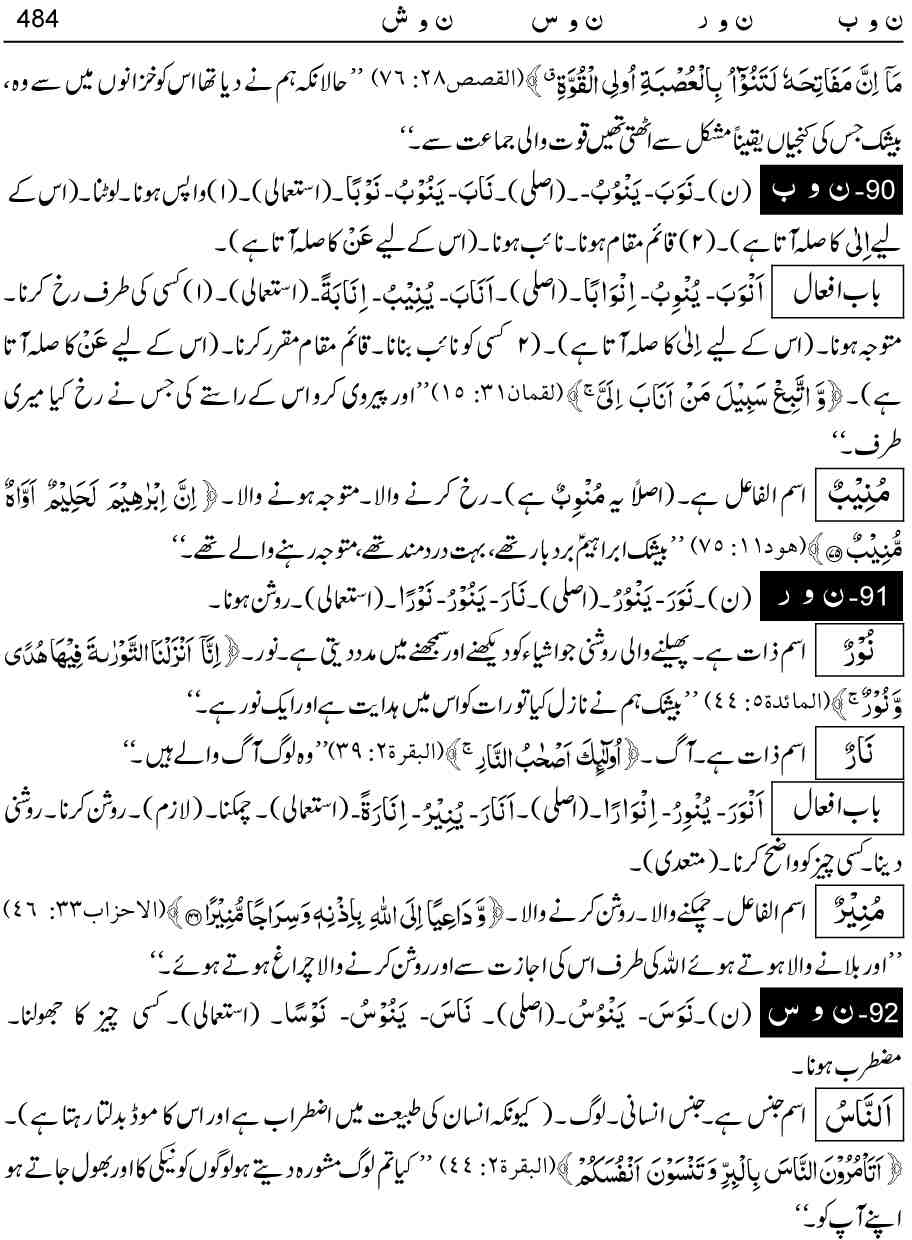 484 ن و ب ن و ر ن و س ن و ش
مَاۤ اِنَّ مَفَاتِحَهٗ لَتَنُوْٓاُ بِالْعُصْبَةِ اُولِی الْقُوَّةِ ۗ﴾(القصص۲۸: ۷۶) ’’حالانکہ ہم نے دیا تھا اس کو خزانوں میں سے وہ،
بیشک جس کی کنجیاں یقیناً مشکل سے اٹھتی تھیں قوت والی جماعت سے۔‘‘
90- ن و ب (ن)۔نَوَبَ- یَنْوُبُ-۔(اصلی)۔نَابَ- یَنُوْبُ- نَوْبًا۔(استعمالی)۔(۱)واپس ہونا۔لوٹنا۔(اس کے
لیے اِلٰی کا صلہ آتا ہے)۔(۲) قائم مقام ہونا۔نائب ہونا۔(اس کے لیے عَنْ کا صلہ آتا ہے)۔
باب افعال اَنْوَبَ- یُنْوِبُ- اِنْوَابًا۔(اصلی)۔اَنَابَ- یُنِیْبُ- اِنَابَةً۔(استعمالی)۔(۱)کسی کی طرف رخ کرنا۔
متوجہ ہونا۔(اس کے لیے اِلٰی کا صلہ آتا ہے)۔(۲ کسی کو نائب بنانا۔قائم مقام مقرر کرنا۔(اس کے لیے عَنْ کا صلہ آتا
ہے)۔﴿وَّ اتَّبِعْ سَبِیْلَ مَنْ اَنَابَ اِلَیَّ ۚ﴾(لقمان۳۱: ۱۵)’’اور پیروی کرو اس کے راستے کی جس نے رخ کیا میری
طرف۔‘‘
مُنِیْبٌ اسم الفاعل ہے۔(اصلاً یہ مُنْوِبٌ ہے)۔رخ کرنے والا۔متوجہ ہونے والا۔﴿اِنَّ اِبْرٰهِیْمَ لَحَلِیْمٌ اَوَّاهٌ
مُّنِیْبٌ ۷۵﴾(هود۱۱: ۷۵) ’’بیشک ابراہیمؑ بردبار تھے، بہت دردمند تھے، متوجہ رہنے والے تھے۔‘‘
91- ن و ر (ن)۔نَوَرَ- یَنْوُرُ۔(اصلی)۔نَارَ- یَنُوْرُ- نَوْرًا۔(استعمالی)۔روشن ہونا۔
نُوْرٌ اسم ذات ہے۔ پھیلنے والی روشنی جو اشیاء کو دیکھنے اور سمجھنے میں مدد دیتی ہے۔نور۔﴿اِنَّاۤ اَنْزَلْنَا التَّوْرٰىةَ فِیْهَا هُدًی
وَّ نُوْرٌ ۚ﴾(المائدة۵: ۴۴) ’’بیشک ہم نے نازل کیا تورات کو اس میں ہدایت ہے اور ایک نور ہے۔‘‘
نَارٌ اسم ذات ہے۔آگ۔﴿اُولٰٓىِٕكَ اَصْحٰبُ النَّارِ ۚ﴾(البقرة۲: ۳۹)’’وہ لوگ آگ والے ہیں۔‘‘
باب افعال اَنْوَرَ- یُنْوِرُ- اِنْوَارًا۔(اصلی)۔اَنَارَ- یُنِیْرُ- اِنَارَةً۔(استعمالی)۔ چمکنا۔(لازم)۔روشن کرنا۔روشنی
دینا۔کسی چیز کو واضح کرنا۔(متعدی)۔
مُنِیْرٌ اسم الفاعل۔چمکنے والا۔روشن کرنے والا۔﴿وَّ دَاعِیًا اِلَی اللّٰهِ بِاِذْنِهٖ وَ سِرَاجًا مُّنِیْرًا ۴۶﴾(الاحزاب۳۳: ۴۶)
’’اور بلانے والا ہوتے ہوئے اللہ کی طرف اس کی اجازت سے اور روشن کرنے والا چراغ ہوتے ہوئے۔‘‘
92- ن و س (ن)۔نَوَسَ- یَنْوُسُ۔(اصلی)۔ نَاسَ- یَنُوْسُ- نَوْسًا۔ (استعمالی)۔ کسی چیز کا جھولنا۔
مضطرب ہونا۔
اَلنَّاسُ اسم جنس ہے۔جنس انسانی۔لوگ۔(کیونکہ انسان کی طبیعت میں اضطراب ہے اور اس کا موڈ بدلتا رہتا ہے)۔
﴿اَتَاْمُرُوْنَ النَّاسَ بِالْبِرِّ وَ تَنْسَوْنَ اَنْفُسَكُمْ﴾(البقرة۲: ۴۴) ’’کیا تم لوگ مشورہ دیتے ہو لوگوں کو نیکی کا اور بھول جاتے ہو
اپنے آپ کو۔‘‘